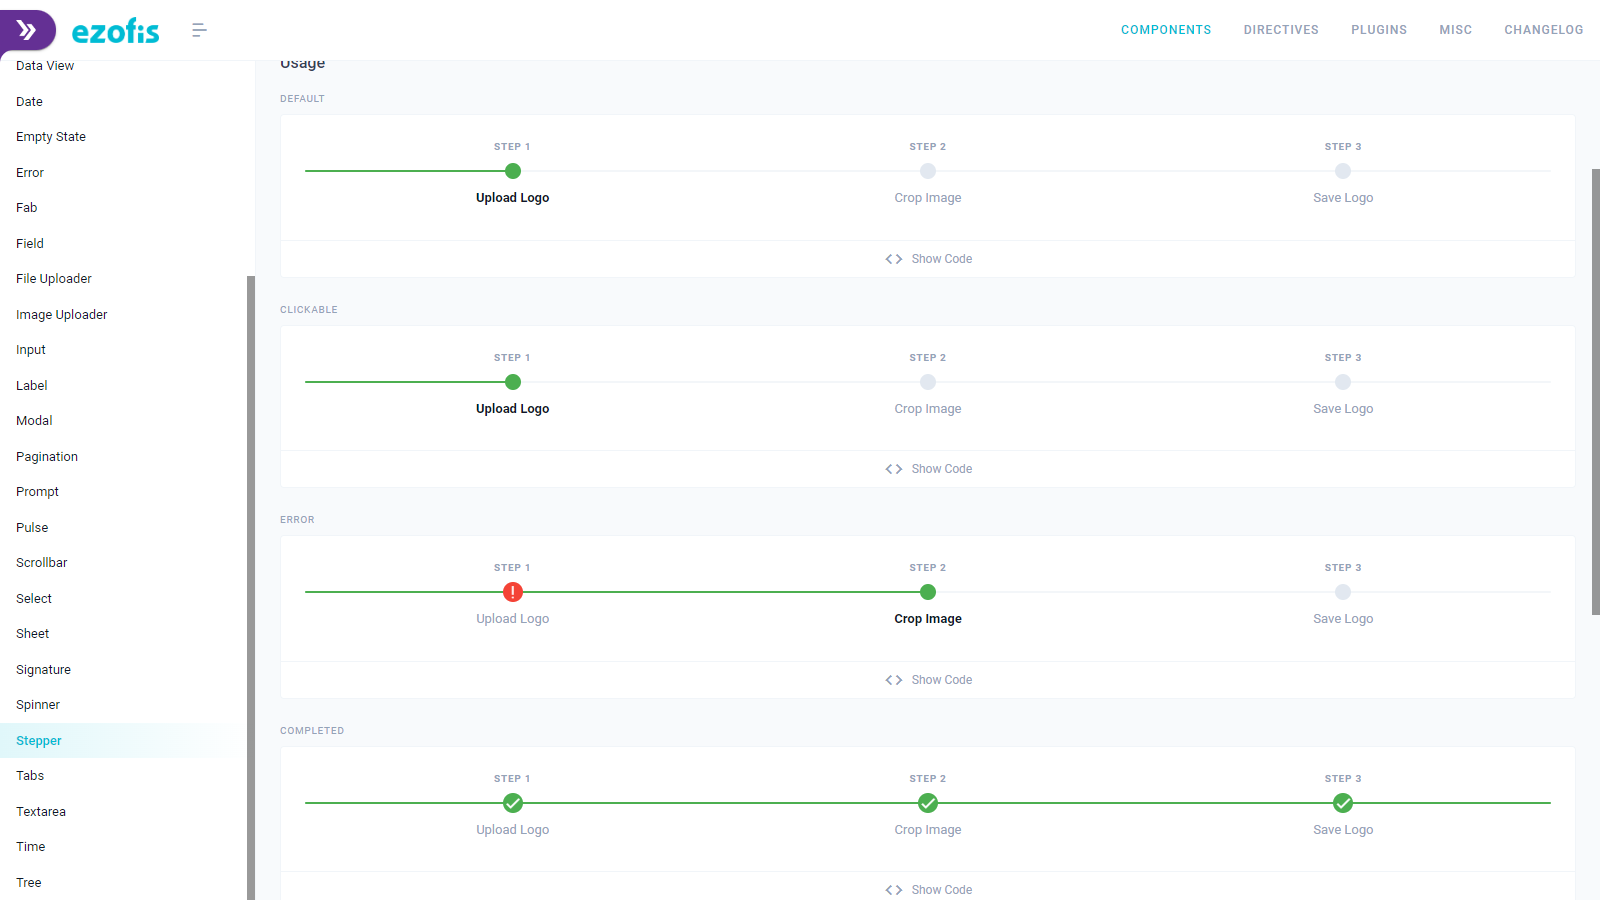 ezofis
COMPONENTS
DIRECTIVES
PLUGINS
MISC
CHANGELOG
Data View
Date
Empty State
Error
Fab
Field
File Uploader
Image Uploader
Input
Label
Modal
Pagination
Prompt
Pulse
Scrollbar
Select
Sheet
Signature
Spinner
Stepper
Tabs
Textarea
Time
Tree
Usage
DEFAULT
STEP 1
STEP 2
STEP 3
Upload Logo
Crop Image
Save Logo
Show Code
CLICKABLE
STEP 1
STEP 2
STEP 3
Upload Logo
Crop Image
Save Logo
Show Code
ERROR
STEP 1
STEP 2
STEP 3
Upload Logo
Crop Image
Save Logo
Show Code
COMPLETED
STEP 1
STEP 2
STEP 3
Upload Logo
Crop Image
Save Logo
Show Code